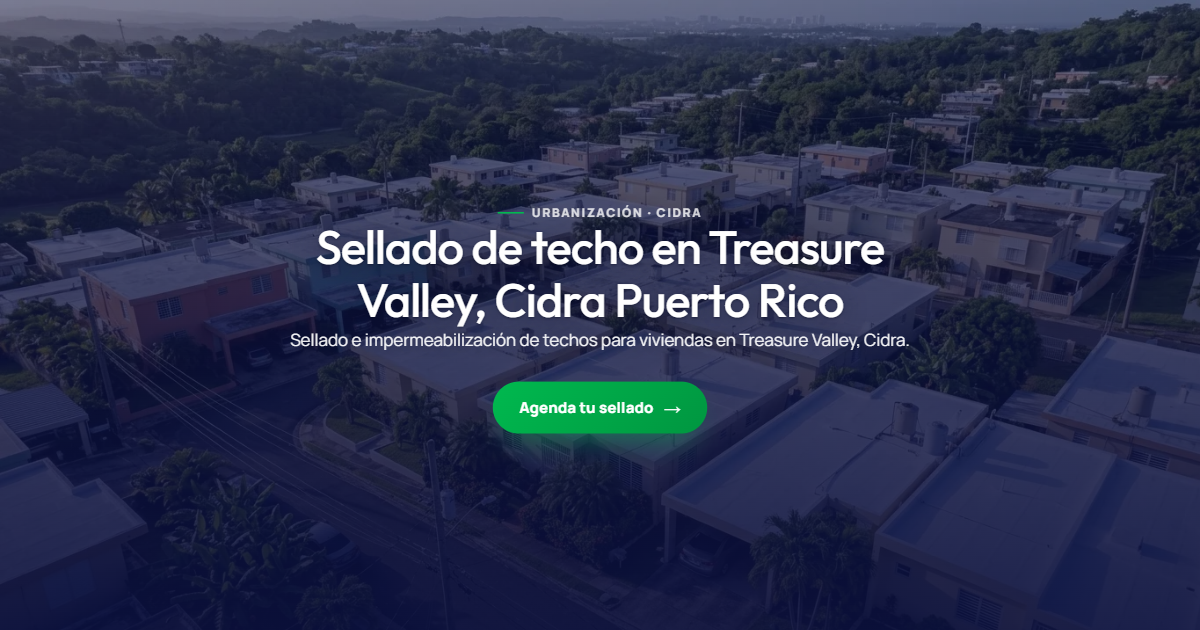 URBANIZACIÓN · CIDRA
Sellado de techo en Treasure
Valley, Cidra Puerto Rico
Sellado e impermeabilización de techos para viviendas en Treasure Valley, Cidra.
Agenda tu sellado →